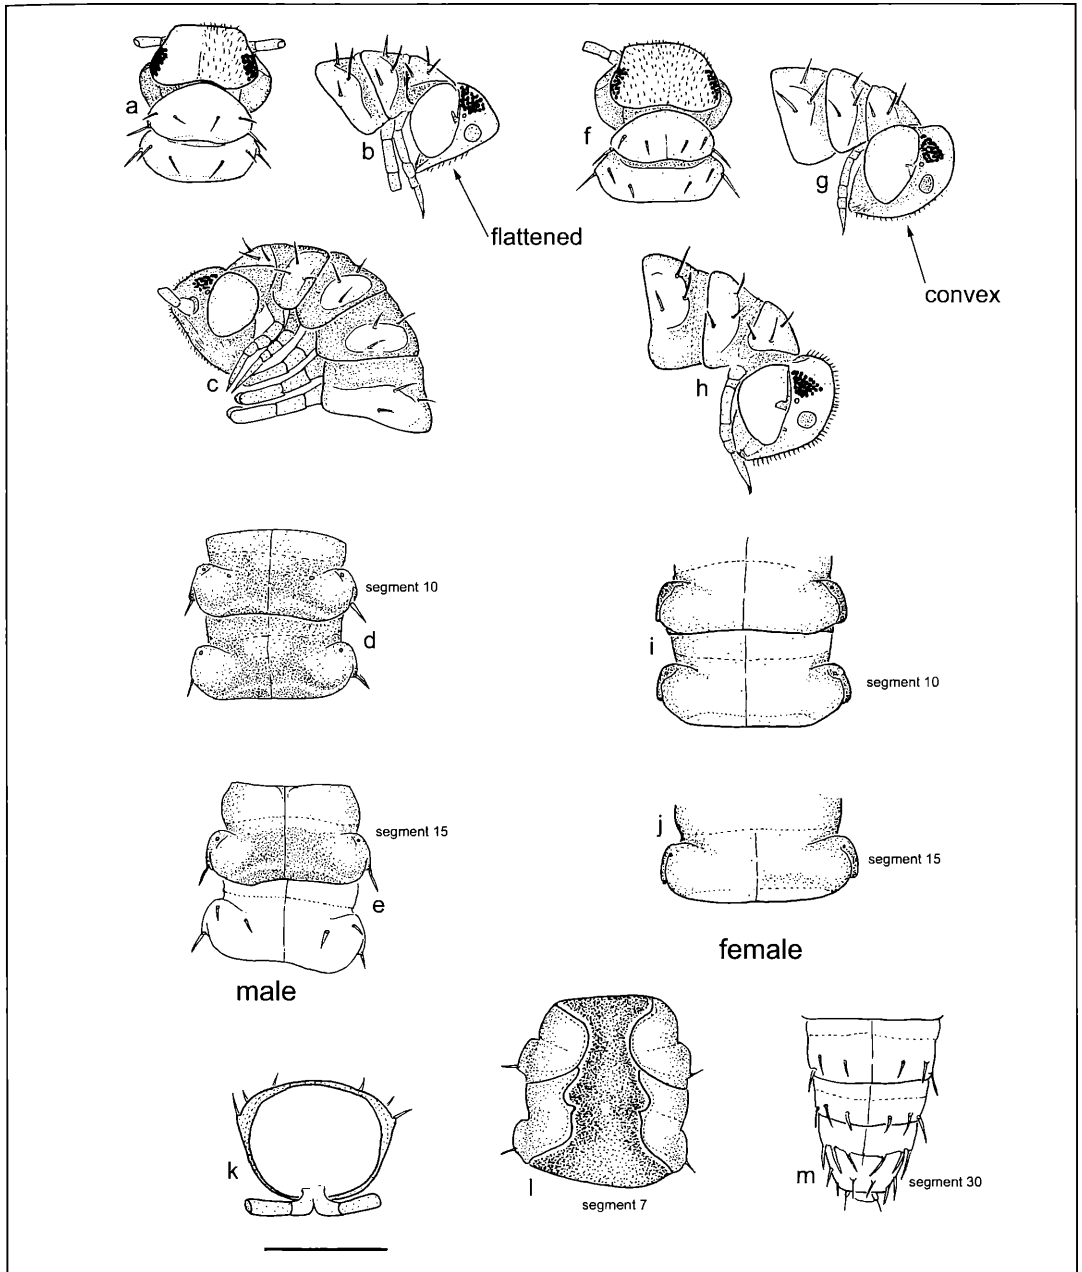 a
b
flattened
f
g
convex
c
h
segment 10
d
i
segment 10
segment 15
e
male
j
segment 15
female
k
l
segment 7
m
segment 30